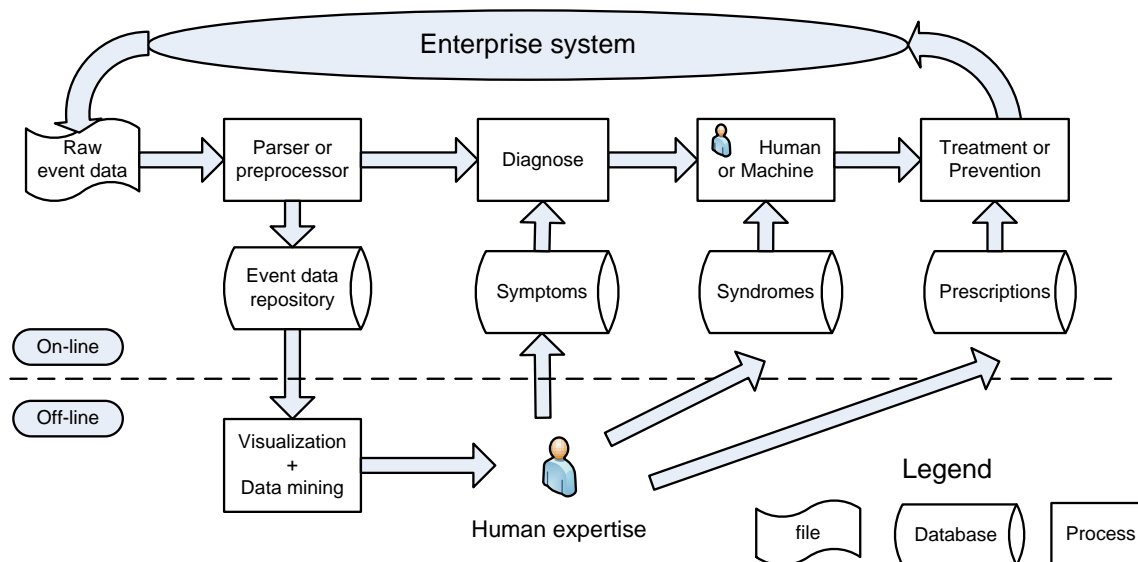 Enterprise system
Raw
event data
Parser or
preprocessor
Diagnose
Human
or Machine
Treatment or
Prevention
Event data
repository
Symptoms
Syndromes
Prescriptions
On-line
Off-line
Visualization
+
Data mining
Human expertise
Legend
file
Database
Process